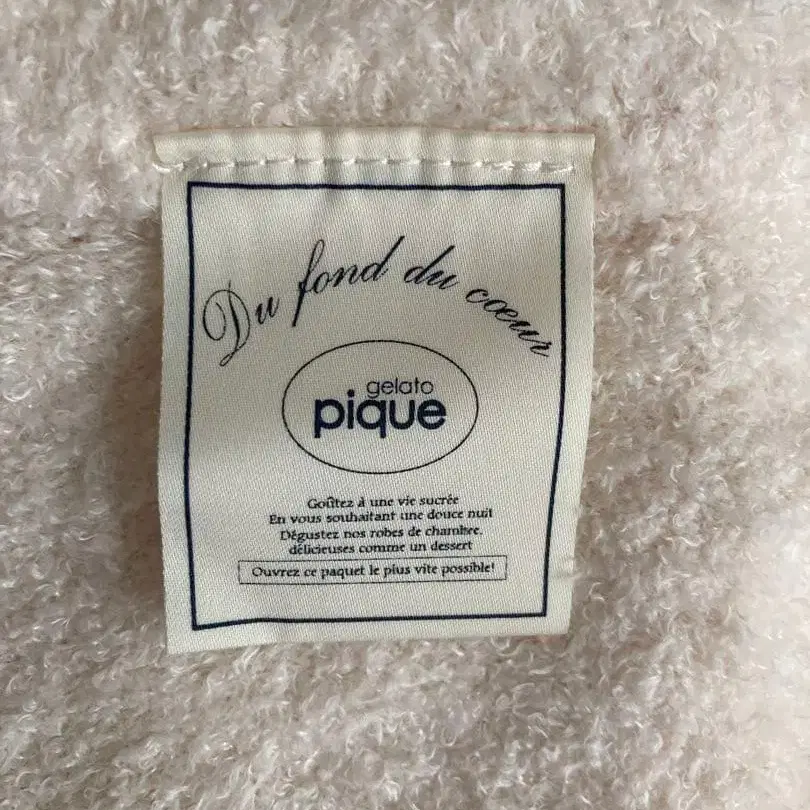 Du fond du cœur
gelato
pique
Goûtez à une vie sucrée
En vous souhaitant une douce nuit
Dégustez nos robes de chambre,
délicieuses comme un dessert
Ouvrez ce paquet le plus vite possible!